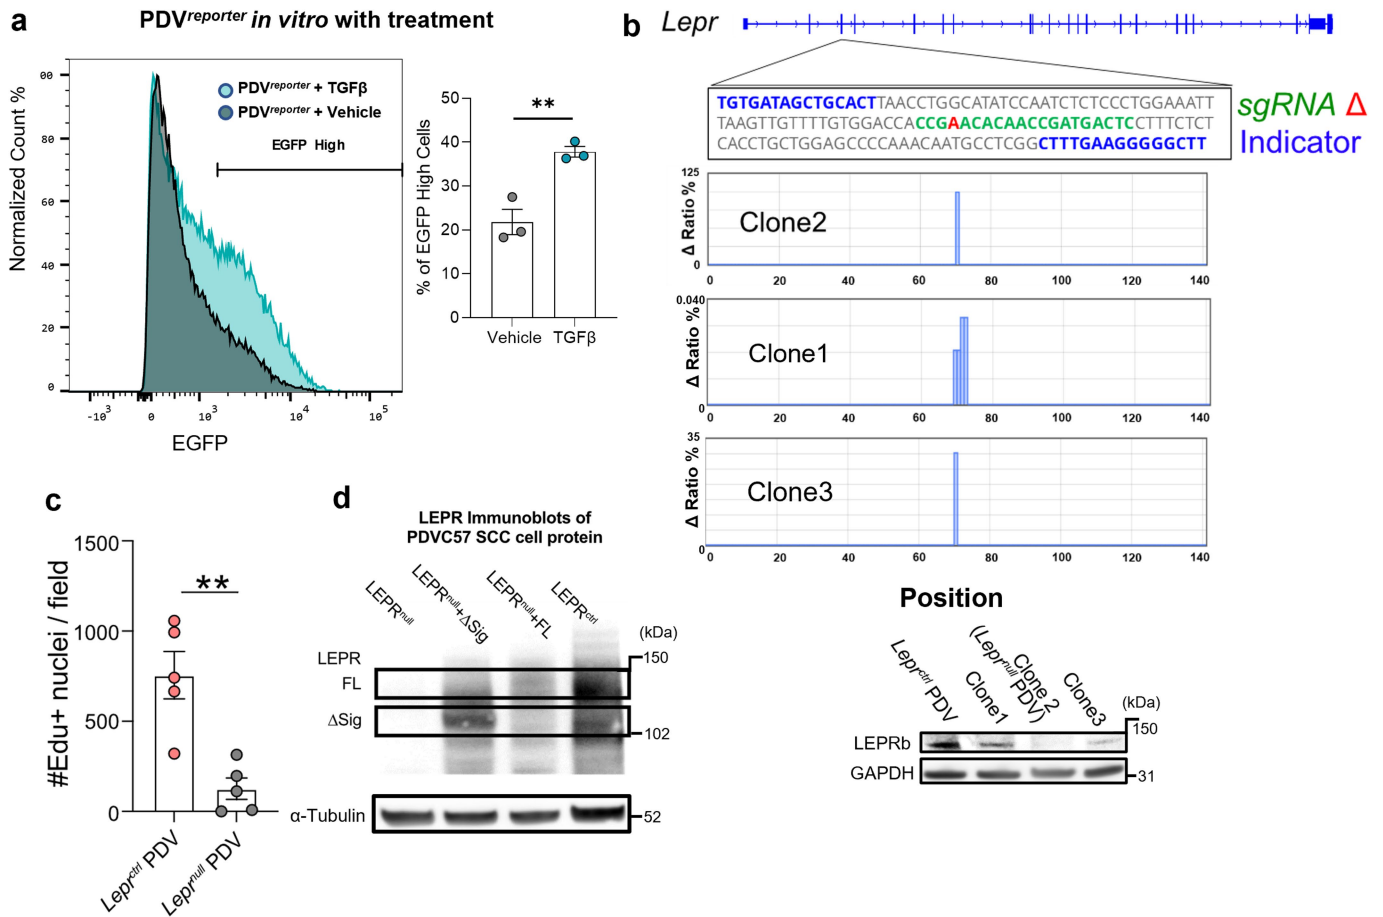 a
PDVreporter in vitro with treatment
Normalized Count %
00
80
60
40
20
0
PDVreporter + TGFβ
PDVreporter + Vehicle
EGFP High
-103 0 103 104 105
EGFP
% of EGFP High Cells
50
40
30
20
10
0
**
Vehicle TGFβ
b
Lepr
TGTGATAGCTGCACTTAACCTGGCATATCCAATCTCTCCCTGGAAATT
TAAGTTGTTTTGTGGACCACCGAACACAACCGATGACTCCTTTCTCT
CACCTGCTGGAGCCCCAAACAATGCCTCGGCTTTGAAGGGGGCTT
sgRNA Δ
Indicator
Δ Ratio %
125
0
Clone2
0 20 40 60 80 100 120 140
Δ Ratio %
0.040
0
Clone1
0 20 40 60 80 100 120 140
Δ Ratio %
35
0
Clone3
0 20 40 60 80 100 120 140
Position
Leprctrl PDV
Clone1
Clone 2
(Leprnull PDV)
Clone3
(kDa)
150
LEPRb
GAPDH
31
c
#Edu+ nuclei / field
1500
1000
500
0
**
Leprctrl PDV
Leprnull PDV
d
LEPR Immunoblots of
PDVC57 SCC cell protein
LEPRnull
LEPRnull+ΔSig
LEPRnull+FL
LEPRctrl
(kDa)
LEPR
150
FL
ΔSig
102
α-Tubulin
52